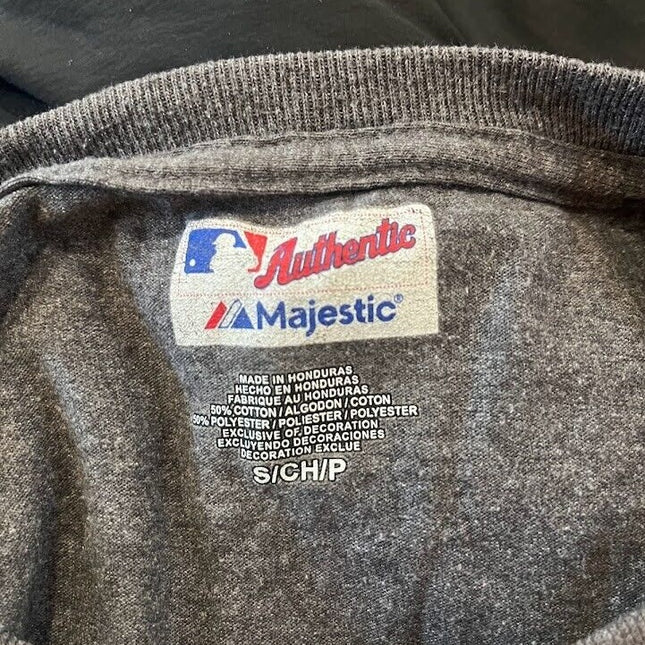 Authentic
Majestic®
MADE IN HONDURAS
HECHO EN HONDURAS
FABRIQUE AU HONDURAS
50% COTTON / ALGODON / COTON
50% POLYESTER / POLIESTER / POLYESTER
EXCLUSIVE OF DECORATION
EXCLUYENDO DECORACIONES
DECORATION EXCLUE
S/CH/P